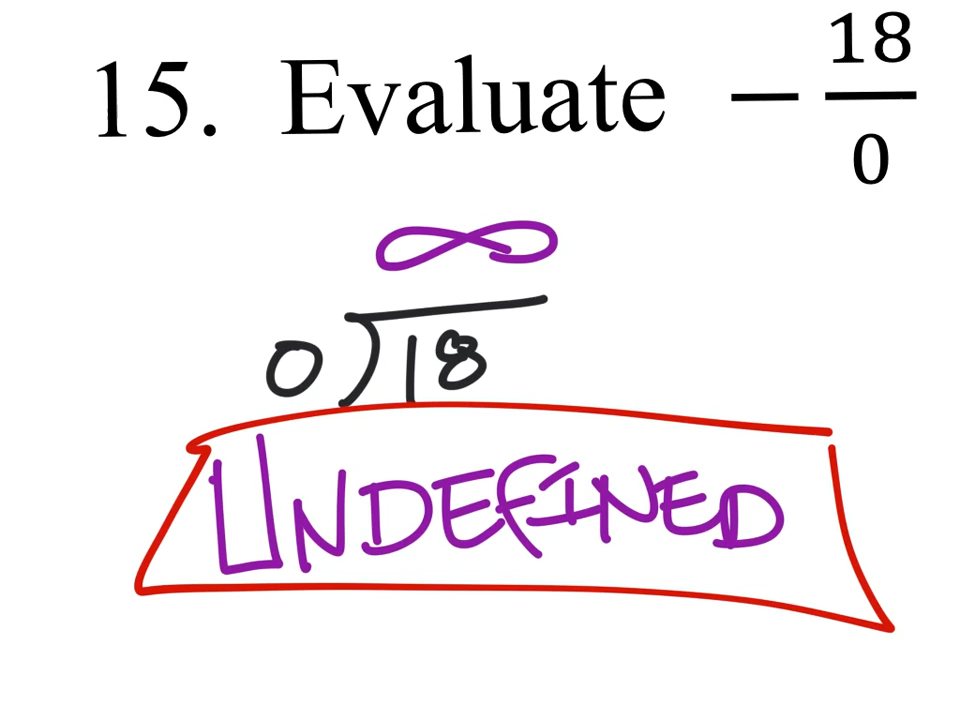 15. Evaluate − 18/0
∞
0)18
UNDEFINED